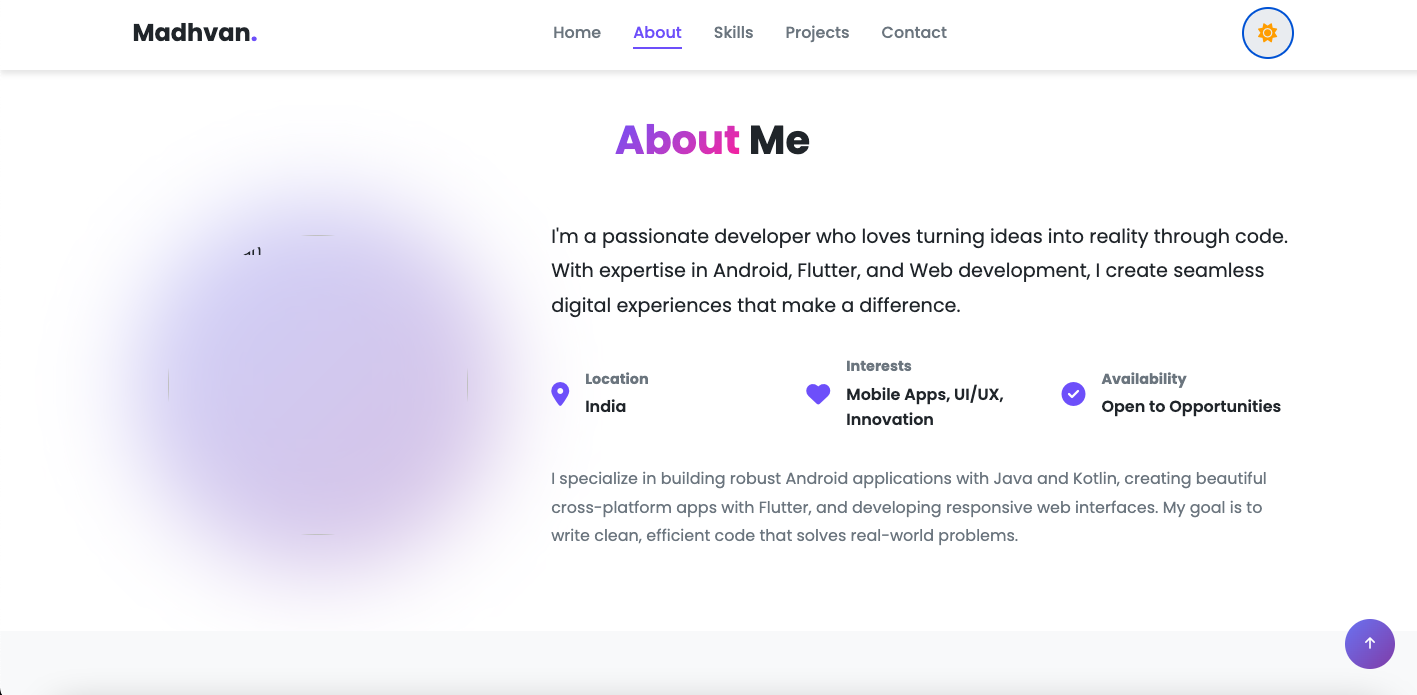 Madhvan.
Home About Skills Projects Contact
About Me
I'm a passionate developer who loves turning ideas into reality through code.
With expertise in Android, Flutter, and Web development, I create seamless
digital experiences that make a difference.
Location
India
Interests
Mobile Apps, UI/UX,
Innovation
Availability
Open to Opportunities
I specialize in building robust Android applications with Java and Kotlin, creating beautiful
cross-platform apps with Flutter, and developing responsive web interfaces. My goal is to
write clean, efficient code that solves real-world problems.